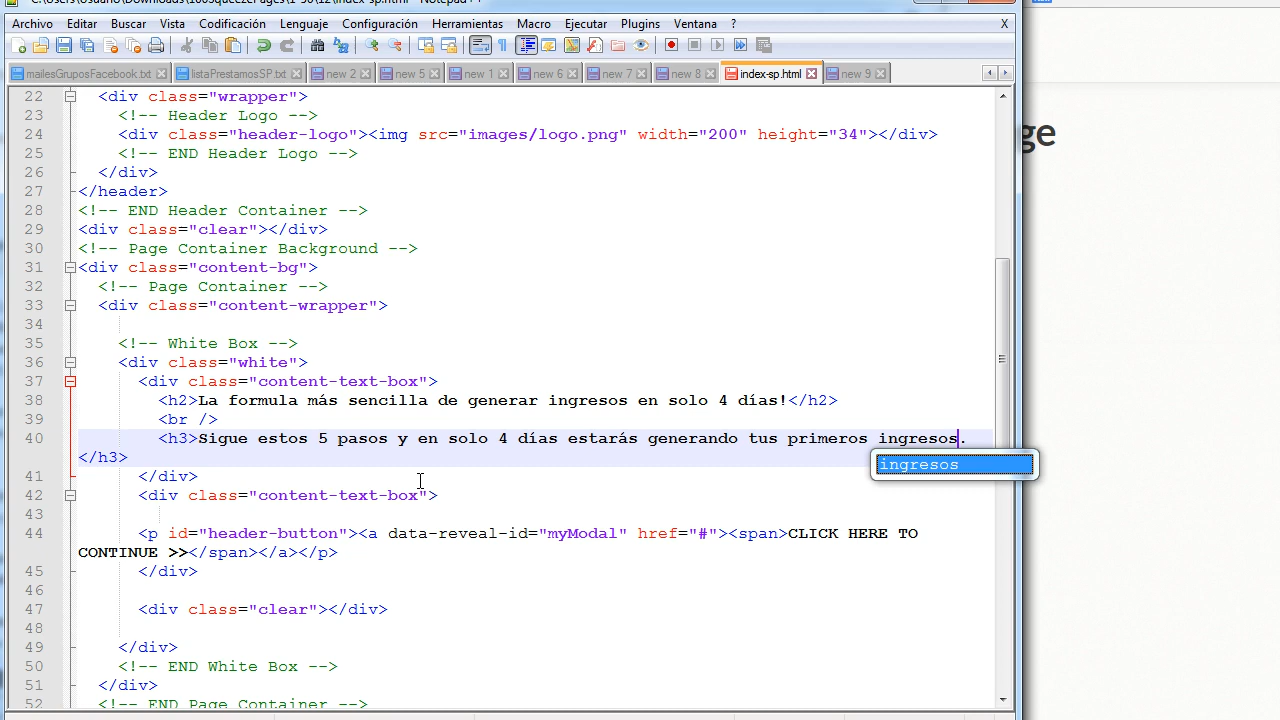 Archivo Editar Buscar Vista Codificación Lenguaje Configuración Herramientas Macro Ejecutar Plugins Ventana ? X
mailesGruposFacebook.txt listaPrestamosSP.txt new 2 new 5 new 1 new 6 new 7 new 8 index-sp.html new 9
22 <div class="wrapper">
23 <!-- Header Logo -->
24 <div class="header-logo"><img src="images/logo.png" width="200" height="34"></div>
25 <!-- END Header Logo -->
26 </div>
27 </header>
28 <!-- END Header Container -->
29 <div class="clear"></div>
30 <!-- Page Container Background -->
31 <div class="content-bg">
32 <!-- Page Container -->
33 <div class="content-wrapper">
34
35 <!-- White Box -->
36 <div class="white">
37 <div class="content-text-box">
38 <h2>La formula más sencilla de generar ingresos en solo 4 días!</h2>
39 <br />
40 <h3>Sigue estos 5 pasos y en solo 4 días estarás generando tus primeros ingresos.
</h3>
ingresos
41 </div>
42 <div class="content-text-box">
43
44 <p id="header-button"><a data-reveal-id="myModal" href="#"><span>CLICK HERE TO
CONTINUE >></span></a></p>
45 </div>
46
47 <div class="clear"></div>
48
49 </div>
50 <!-- END White Box -->
51 </div>
52 <!-- END Page Container -->
ge